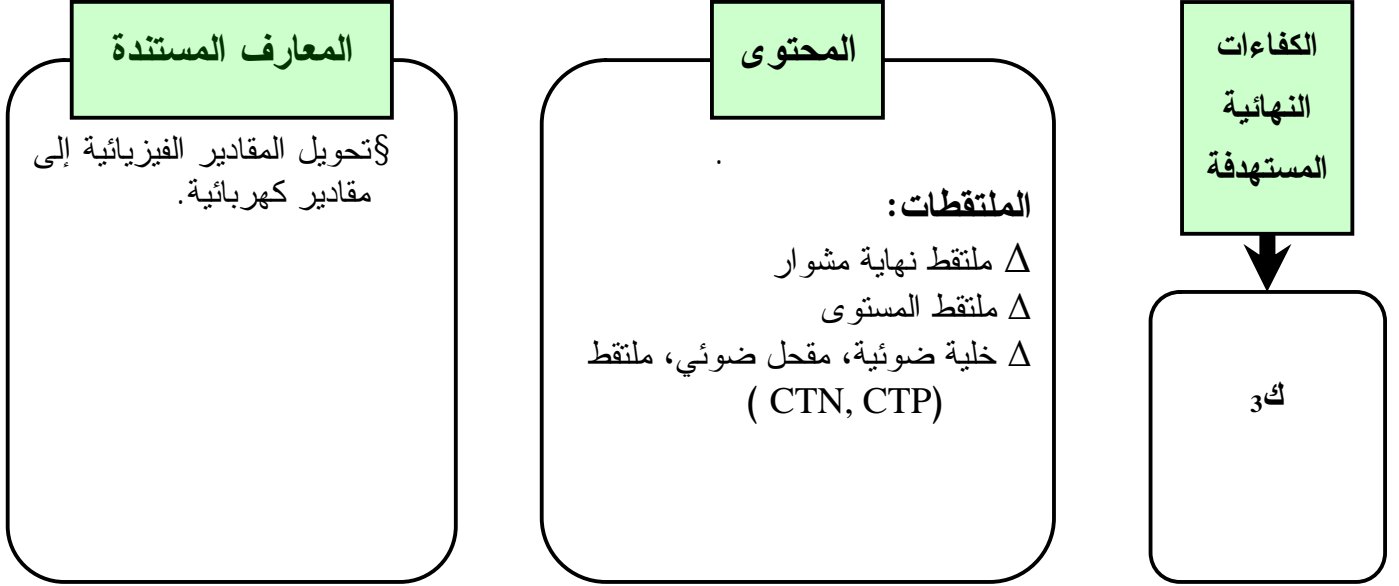 الكفاءات
النهائية
المستهدفة
ك3
المحتوى
.
الملتقطات:
∆ ملتقط نهاية مشوار
∆ ملتقط المستوى
∆ خلية ضوئية، مقحل ضوئي، ملتقط
( CTN, CTP)
المعارف المستندة
§تحويل المقادير الفيزيائية إلى
مقادير كهربائية.